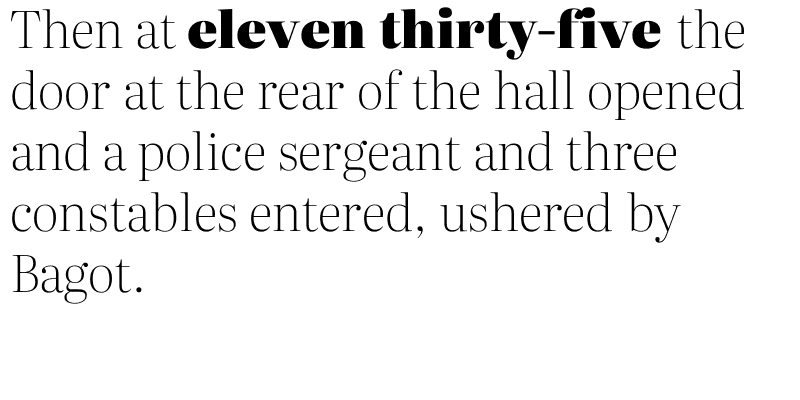 Then at eleven thirty-five the
door at the rear of the hall opened
and a police sergeant and three
constables entered, ushered by
Bagot.